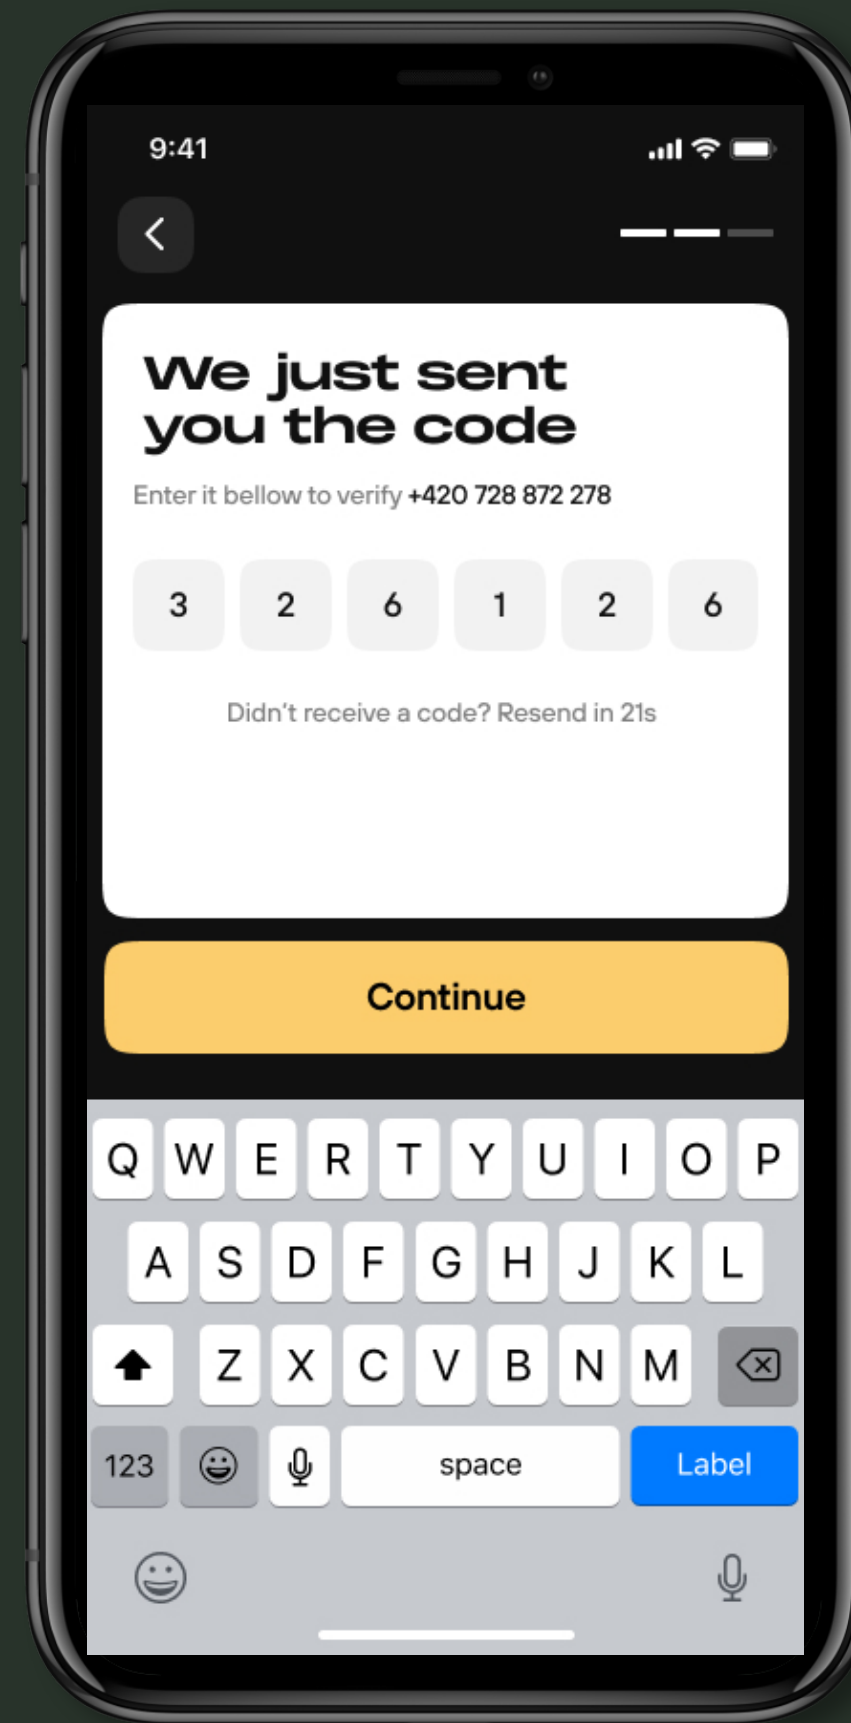 9:41
We just sent
you the code
Enter it bellow to verify +420 728 872 278
3 2 6 1 2 6
Didn't receive a code? Resend in 21s
Continue
Q W E R T Y U I O P
A S D F G H J K L
Z X C V B N M
123 space Label